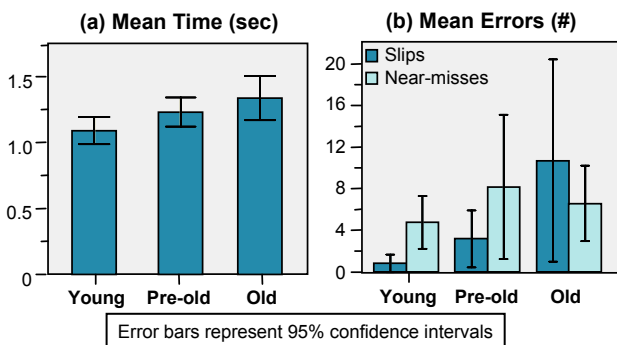 (a) Mean Time (sec)
1.5
1.0
0.5
0
Young Pre-old Old
(b) Mean Errors (#)
Slips
Near-misses
20
16
12
8
4
0
Young Pre-old Old
Error bars represent 95% confidence intervals